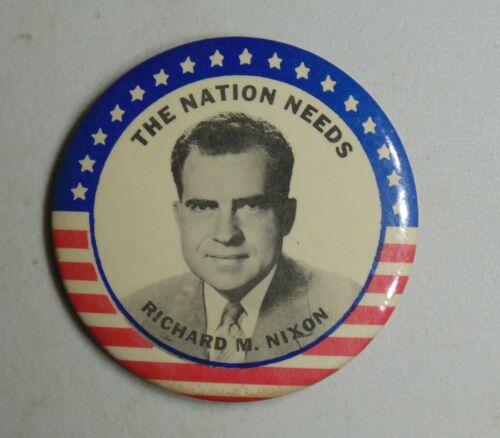 THE NATION NEEDS
RICHARD M. NIXON